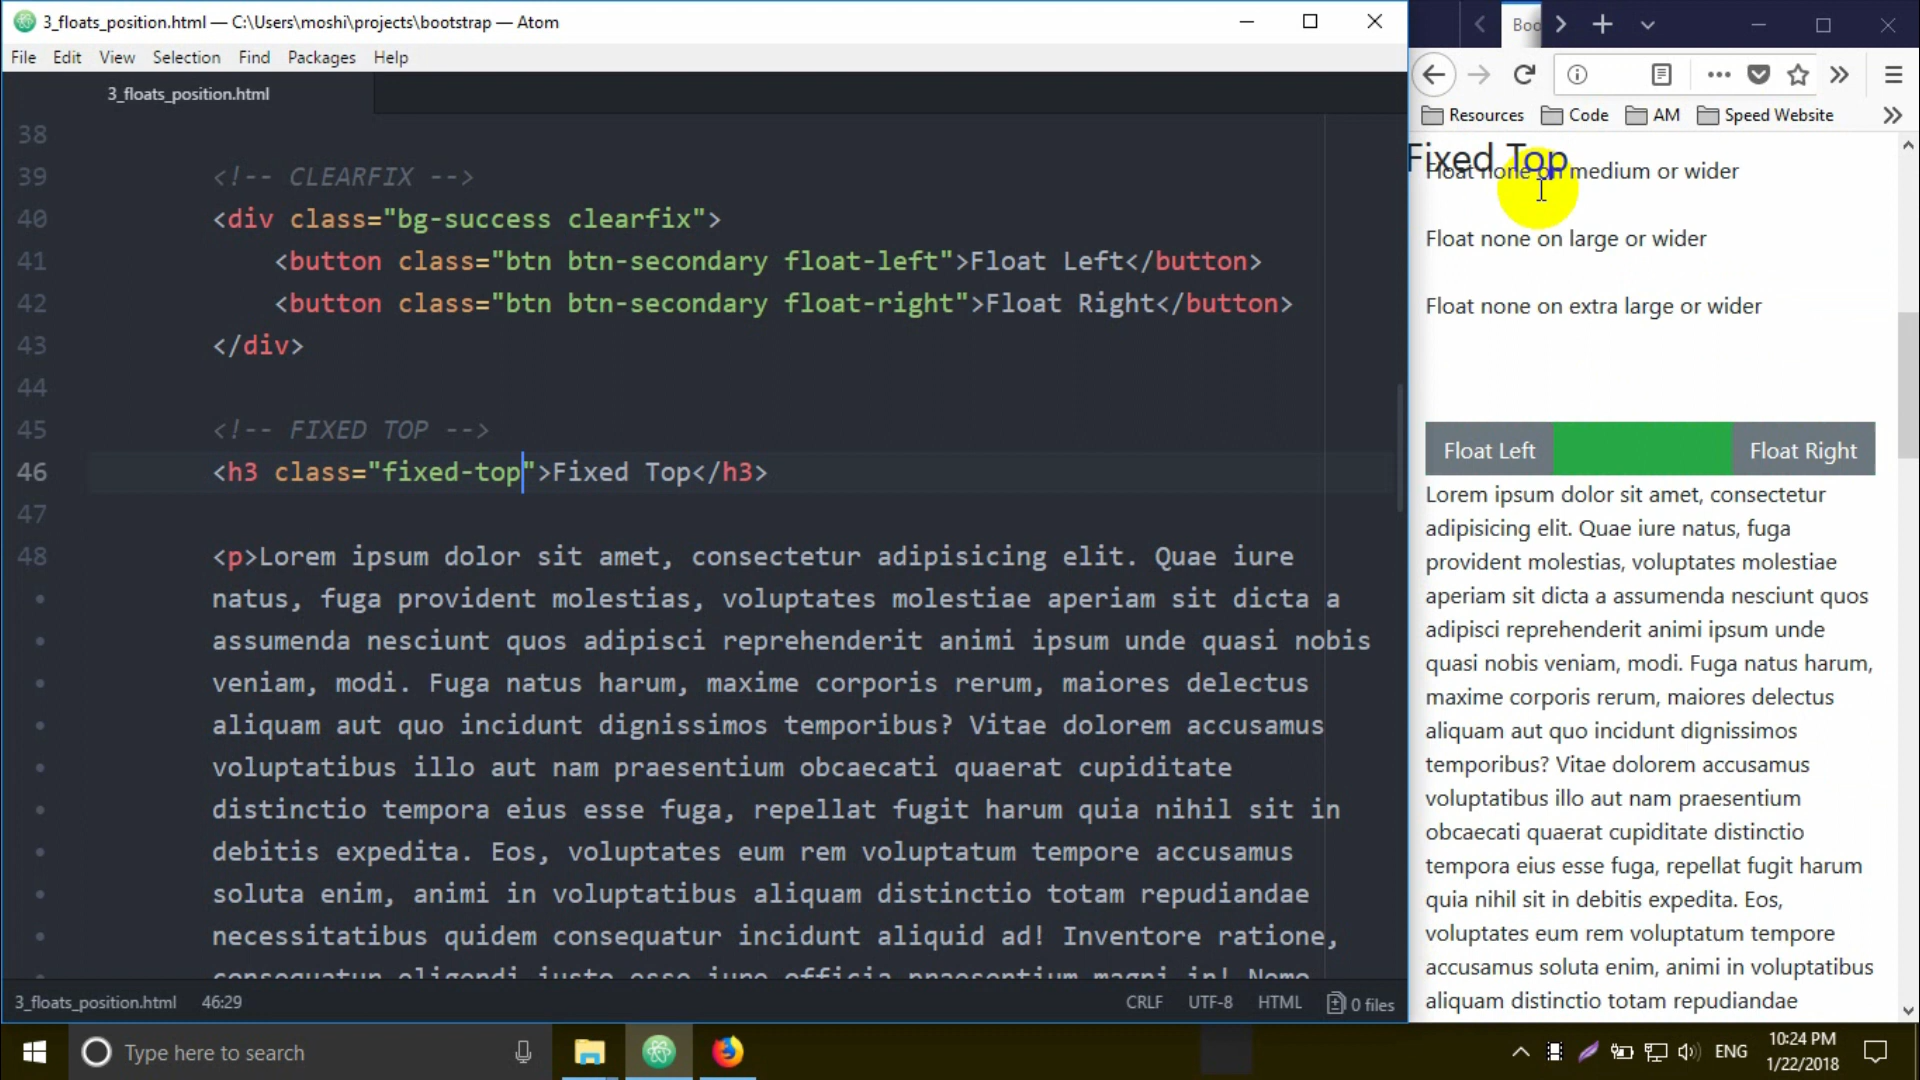 3_floats_position.html — C:\Users\moshi\projects\bootstrap — Atom
File Edit View Selection Find Packages Help
3_floats_position.html
38
39 <!-- CLEARFIX -->
40 <div class="bg-success clearfix">
41 <button class="btn btn-secondary float-left">Float Left</button>
42 <button class="btn btn-secondary float-right">Float Right</button>
43 </div>
44
45 <!-- FIXED TOP -->
46 <h3 class="fixed-top">Fixed Top</h3>
47
48 <p>Lorem ipsum dolor sit amet, consectetur adipisicing elit. Quae iure
natus, fuga provident molestias, voluptates molestiae aperiam sit dicta a
assumenda nesciunt quos adipisci reprehenderit animi ipsum unde quasi nobis
veniam, modi. Fuga natus harum, maxime corporis rerum, maiores delectus
aliquam aut quo incidunt dignissimos temporibus? Vitae dolorem accusamus
voluptatibus illo aut nam praesentium obcaecati quaerat cupiditate
distinctio tempora eius esse fuga, repellat fugit harum quia nihil sit in
debitis expedita. Eos, voluptates eum rem voluptatum tempore accusamus
soluta enim, animi in voluptatibus aliquam distinctio totam repudiandae
necessitatibus quidem consequatur incidunt aliquid ad! Inventore ratione,
consequatur eligendi iusto esse iure officia praesentium magni in! Nemo
3_floats_position.html 46:29 CRLF UTF-8 HTML 0 files
Boo
Resources Code AM Speed Website
Fixed Top
Float none on medium or wider
Float none on large or wider
Float none on extra large or wider
Float Left Float Right
Lorem ipsum dolor sit amet, consectetur
adipisicing elit. Quae iure natus, fuga
provident molestias, voluptates molestiae
aperiam sit dicta a assumenda nesciunt quos
adipisci reprehenderit animi ipsum unde
quasi nobis veniam, modi. Fuga natus harum,
maxime corporis rerum, maiores delectus
aliquam aut quo incidunt dignissimos
temporibus? Vitae dolorem accusamus
voluptatibus illo aut nam praesentium
obcaecati quaerat cupiditate distinctio
tempora eius esse fuga, repellat fugit harum
quia nihil sit in debitis expedita. Eos,
voluptates eum rem voluptatum tempore
accusamus soluta enim, animi in voluptatibus
aliquam distinctio totam repudiandae
Type here to search
ENG
10:24 PM
1/22/2018